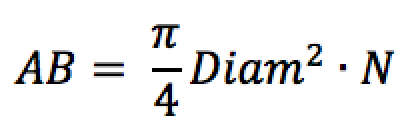 AB = π/4 Diam² · N